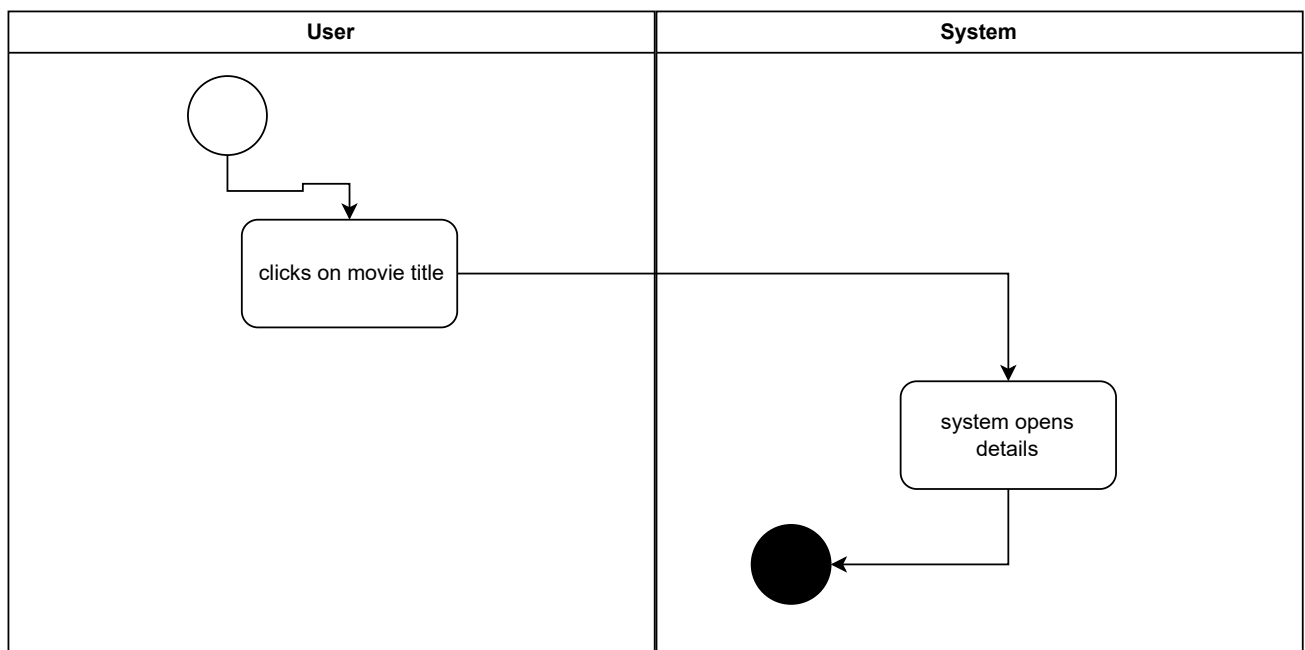 User
System
clicks on movie title
system opens
details